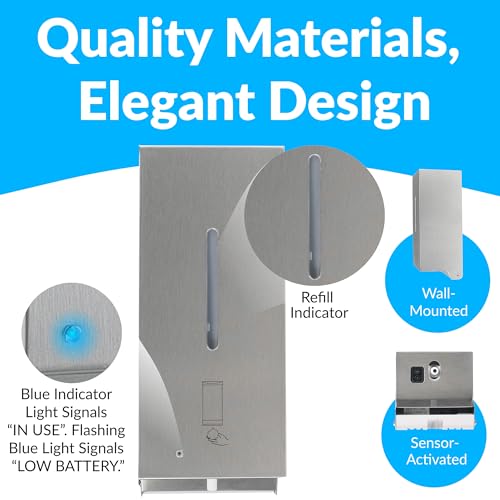 Quality Materials,
Elegant Design
Refill
Indicator
Wall-
Mounted
Blue Indicator
Light Signals
“IN USE”. Flashing
Blue Light Signals
“LOW BATTERY.”
Sensor-
Activated